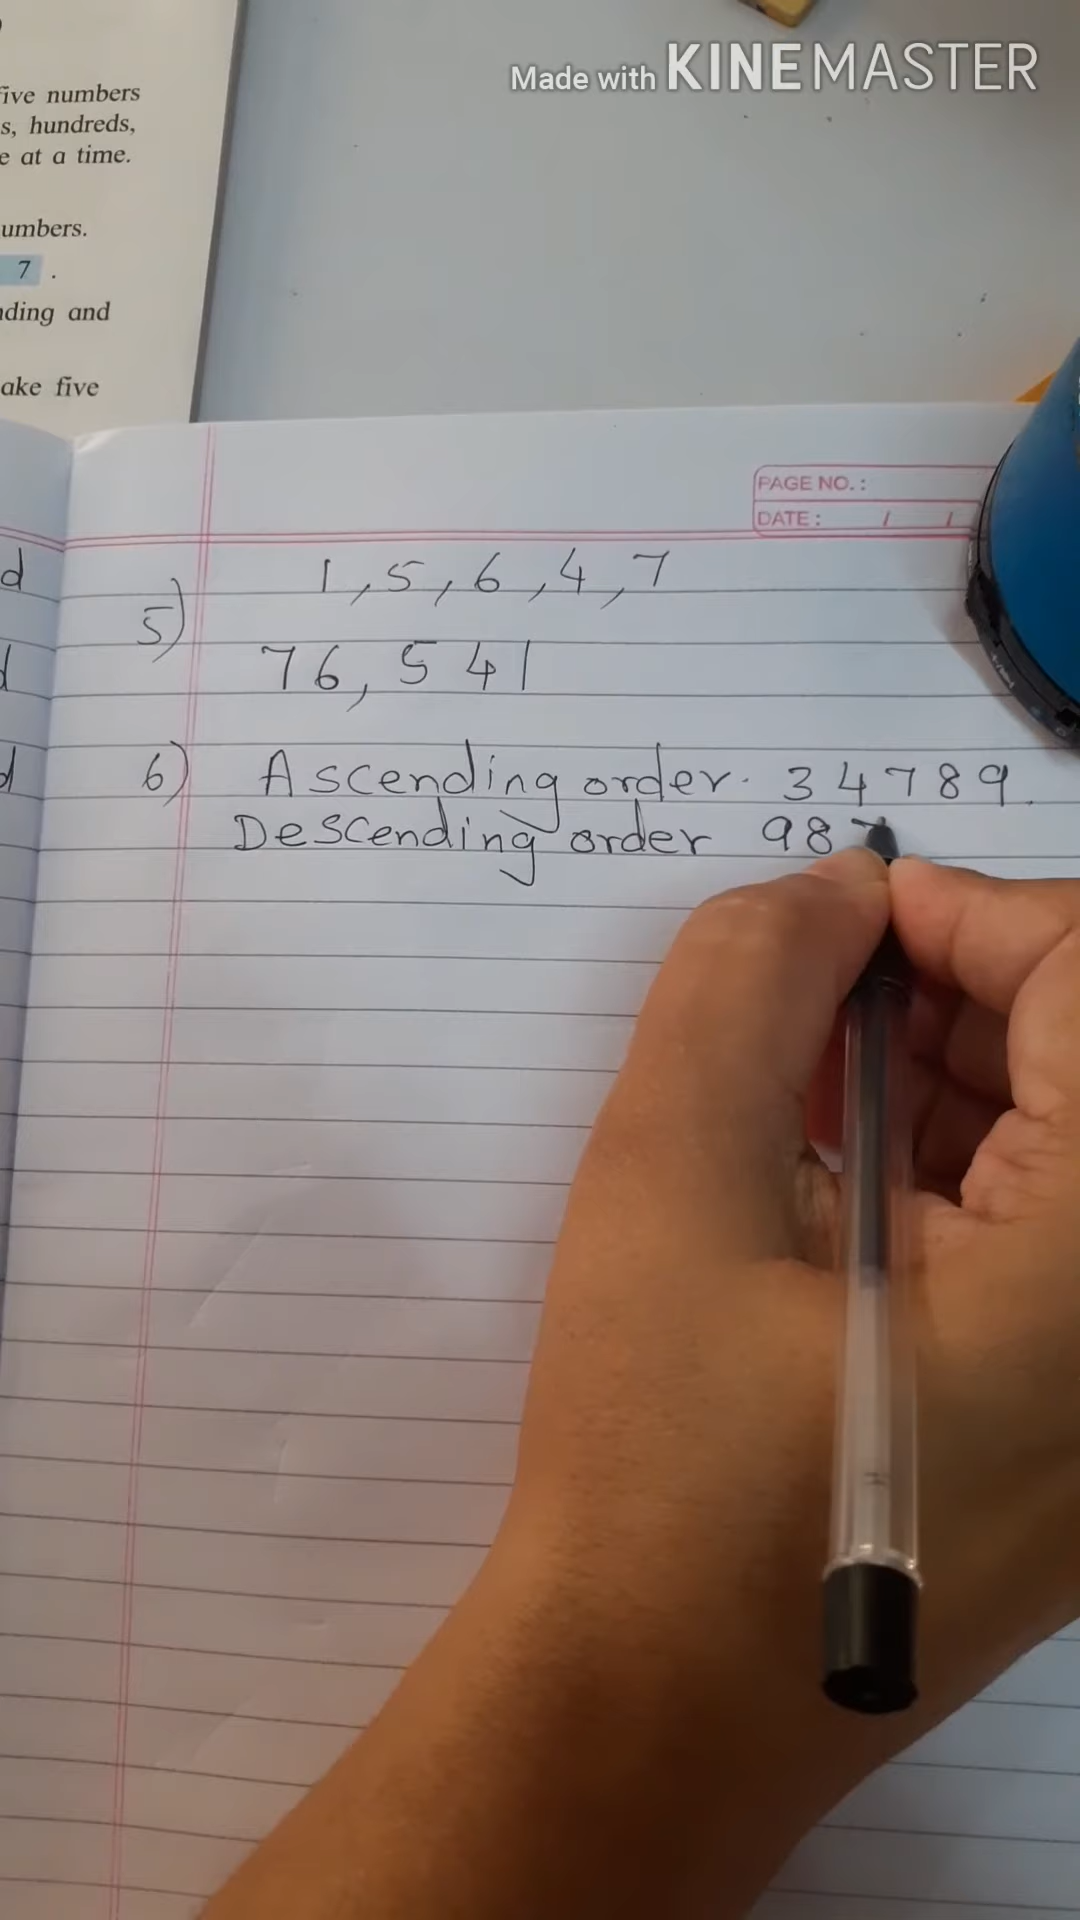 Made with KINEMASTER
five numbers
s, hundreds,
e at a time.
umbers.
7 .
nding and
ake five
PAGE NO. :
DATE : / /
d
5) 1, 5, 6, 4, 7
d
76, 541
d
6) Ascending order. 34789.
Descending order 987